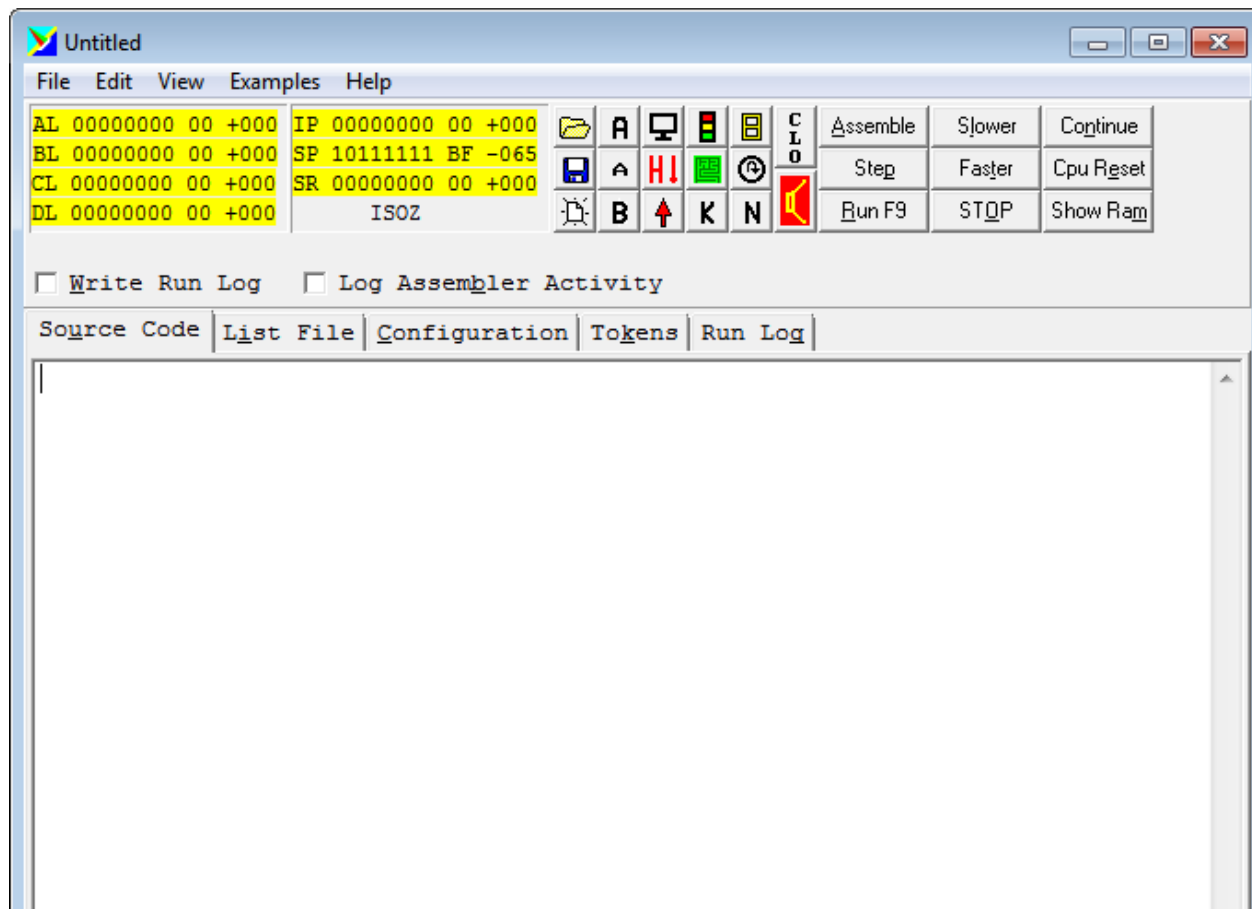 Untitled
File Edit View Examples Help
AL 00000000 00 +000 IP 00000000 00 +000 A CLO Assemble Slower Continue
BL 00000000 00 +000 SP 10111111 BF -065 A H Step Faster Cpu Reset
CL 00000000 00 +000 SR 00000000 00 +000
DL 00000000 00 +000 ISOZ B K N Run F9 STOP Show Ram
Write Run Log Log Assembler Activity
Source Code List File Configuration Tokens Run Log